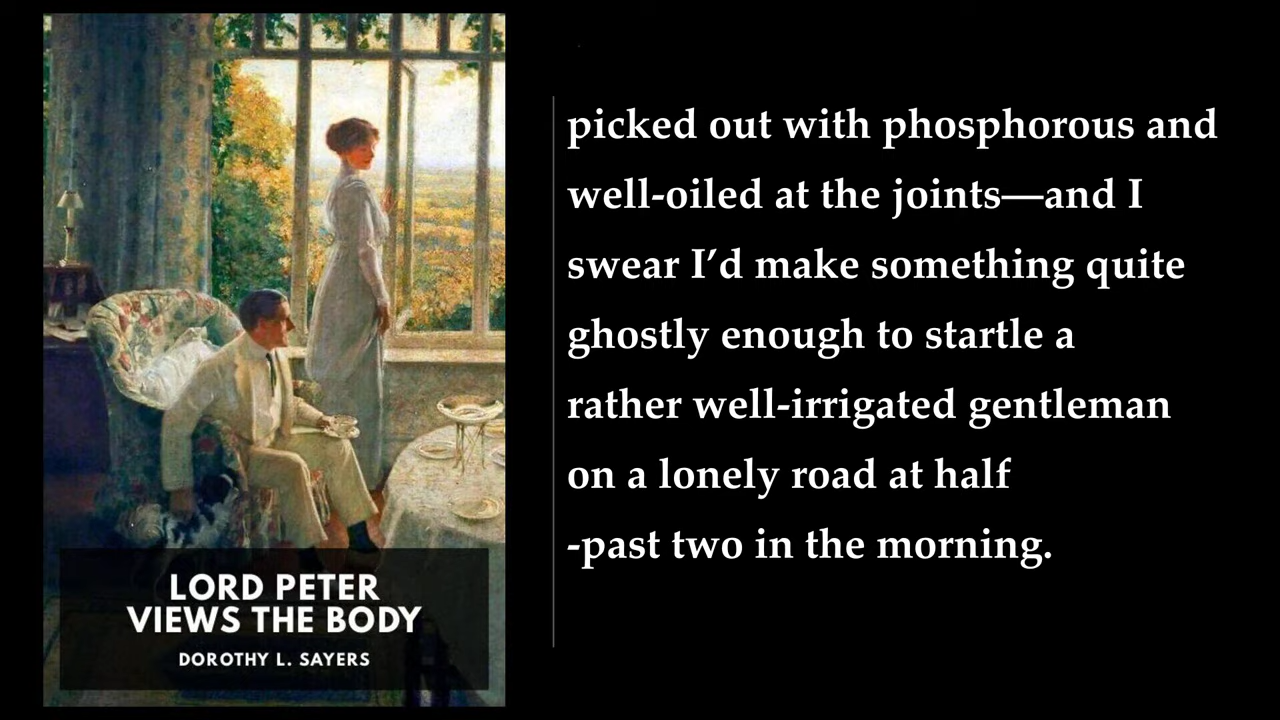 LORD PETER
VIEWS THE BODY
DOROTHY L. SAYERS
picked out with phosphorous and
well-oiled at the joints—and I
swear I’d make something quite
ghostly enough to startle a
rather well-irrigated gentleman
on a lonely road at half
-past two in the morning.